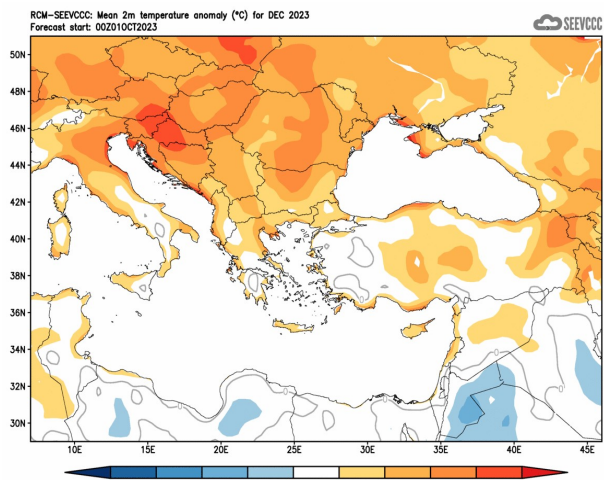 RCM-SEEVCCC: Mean 2m temperature anomaly (°C) for DEC 2023
Forecast start: 00Z01OCT2023
SEEVCCC
50N
48N
46N
44N
42N
40N
38N
36N
34N
32N
30N
10E
15E
20E
25E
30E
35E
40E
45E